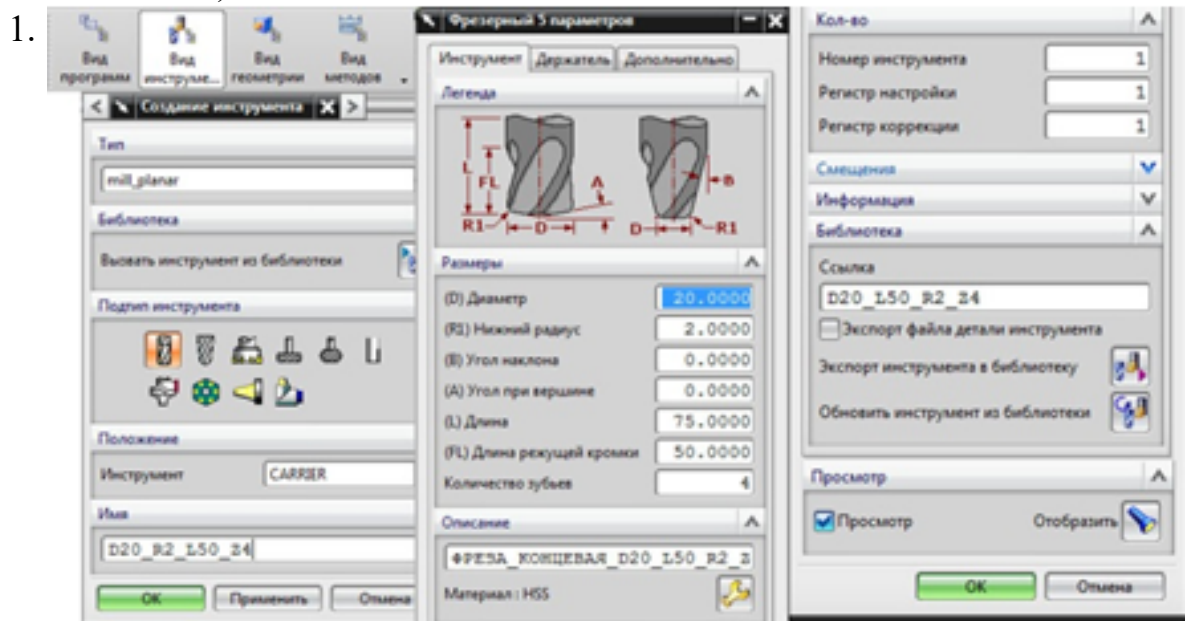 1.
Вид программ
Вид инструме...
Вид геометрии
Вид методов
Создание инструмента
Тип
mill_planar
Библиотека
Вызвать инструмент из библиотеки
Подтип инструмента
Положение
Инструмент
CARRIER
Имя
D20_R2_L50_Z4
ОК
Применить
Отмена
Фрезерный 5 параметров
Инструмент
Держатель
Дополнительно
Легенда
L
FL
A
R1
D
B
D
R1
Размеры
(D) Диаметр
20.0000
(R1) Нижний радиус
2.0000
(B) Угол наклона
0.0000
(A) Угол при вершине
0.0000
(L) Длина
75.0000
(FL) Длина режущей кромки
50.0000
Количество зубьев
4
Описание
ФРЕЗА_КОНЦЕВАЯ_D20_L50_R2_Z
Материал : HSS
Кол-во
Номер инструмента
1
Регистр настройки
1
Регистр коррекции
1
Смещения
Информация
Библиотека
Ссылка
D20_L50_R2_Z4
Экспорт файла детали инструмента
Экспорт инструмента в библиотеку
Обновить инструмент из библиотеки
Просмотр
Просмотр
Отобразить
ОК
Отмена